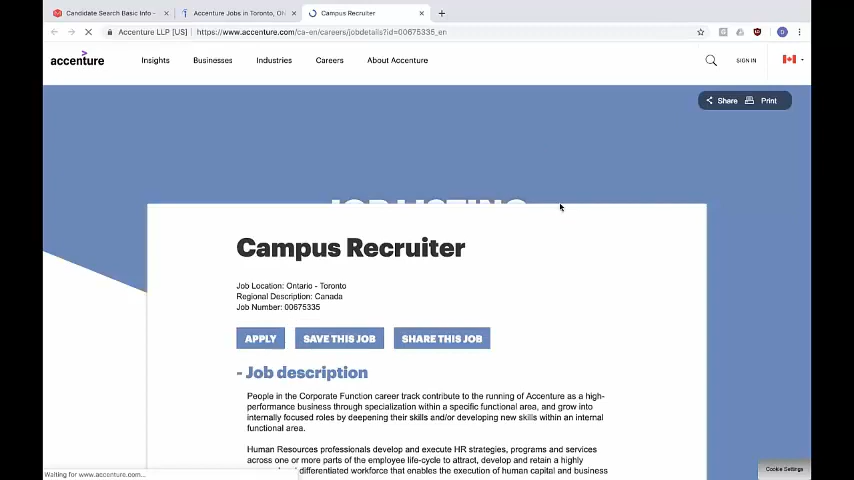 Candidate Search Basic Info -
Accenture Jobs in Toronto, ON
Campus Recruiter
Accenture LLP [US]
https://www.accenture.com/ca-en/careers/jobdetails?id=00675335_en
accenture
Insights
Businesses
Industries
Careers
About Accenture
SIGN IN
Share
Print
JOB LISTING
Campus Recruiter
Job Location: Ontario - Toronto
Regional Description: Canada
Job Number: 00675335
APPLY
SAVE THIS JOB
SHARE THIS JOB
- Job description
People in the Corporate Function career track contribute to the running of Accenture as a high-
performance business through specialization within a specific functional area, and grow into
internally focused roles by deepening their skills and/or developing new skills within an internal
functional area.
Human Resources professionals develop and execute HR strategies, programs and services
across one or more parts of the employee life-cycle to attract, develop and retain a highly
differentiated workforce that enables the execution of human capital and business
Waiting for www.accenture.com...
Cookie Settings